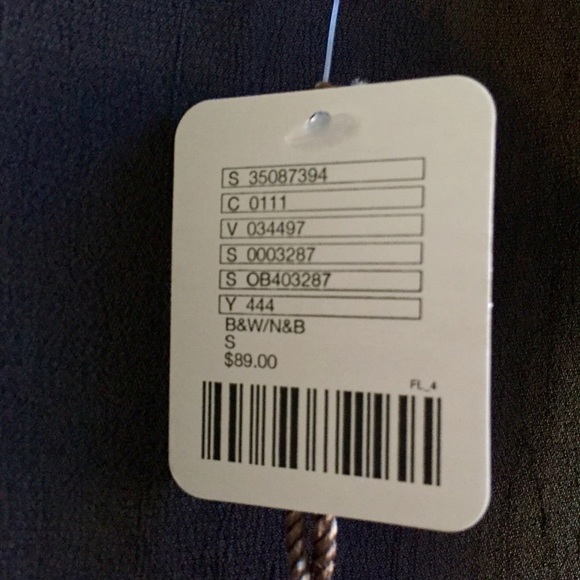 S 35087394
C 0111
V 034497
S 0003287
S OB403287
Y 444
B&W/N&B
S
$89.00
FL_4